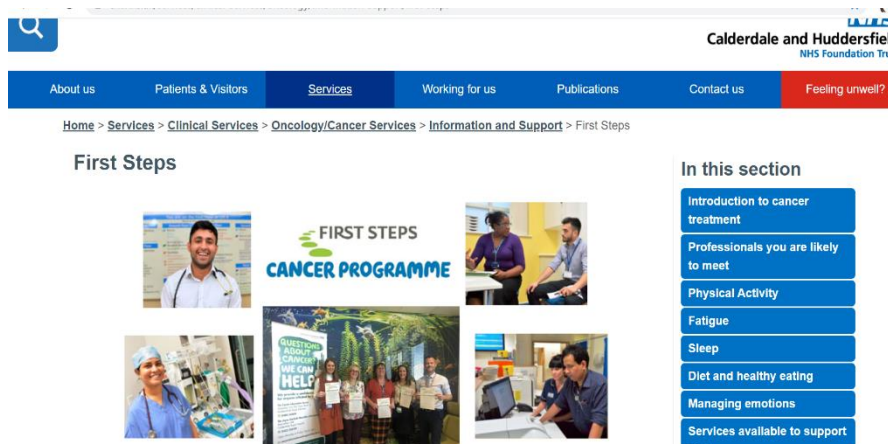 NHS
Calderdale and Huddersfiel
NHS Foundation Tru
About us
Patients & Visitors
Services
Working for us
Publications
Contact us
Feeling unwell?
Home > Services > Clinical Services > Oncology/Cancer Services > Information and Support > First Steps
First Steps
FIRST STEPS
CANCER PROGRAMME
QUESTIONS
ABOUT
CANCER?
WE CAN
HELP
In this section
Introduction to cancer
treatment
Professionals you are likely
to meet
Physical Activity
Fatigue
Sleep
Diet and healthy eating
Managing emotions
Services available to support